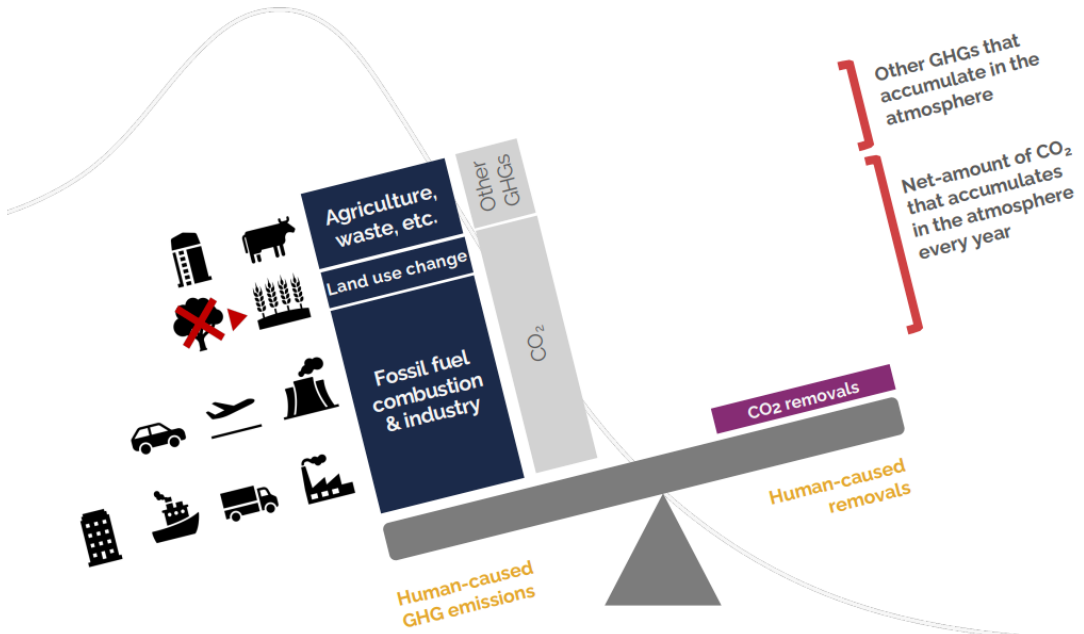 Agriculture,
waste, etc.
Land use change
Fossil fuel
combustion
& industry
Other
GHGs
CO₂
Human-caused
GHG emissions
CO₂ removals
Human-caused
removals
Other GHGs that
accumulate in the
atmosphere
Net-amount of CO₂
that accumulates
in the atmosphere
every year